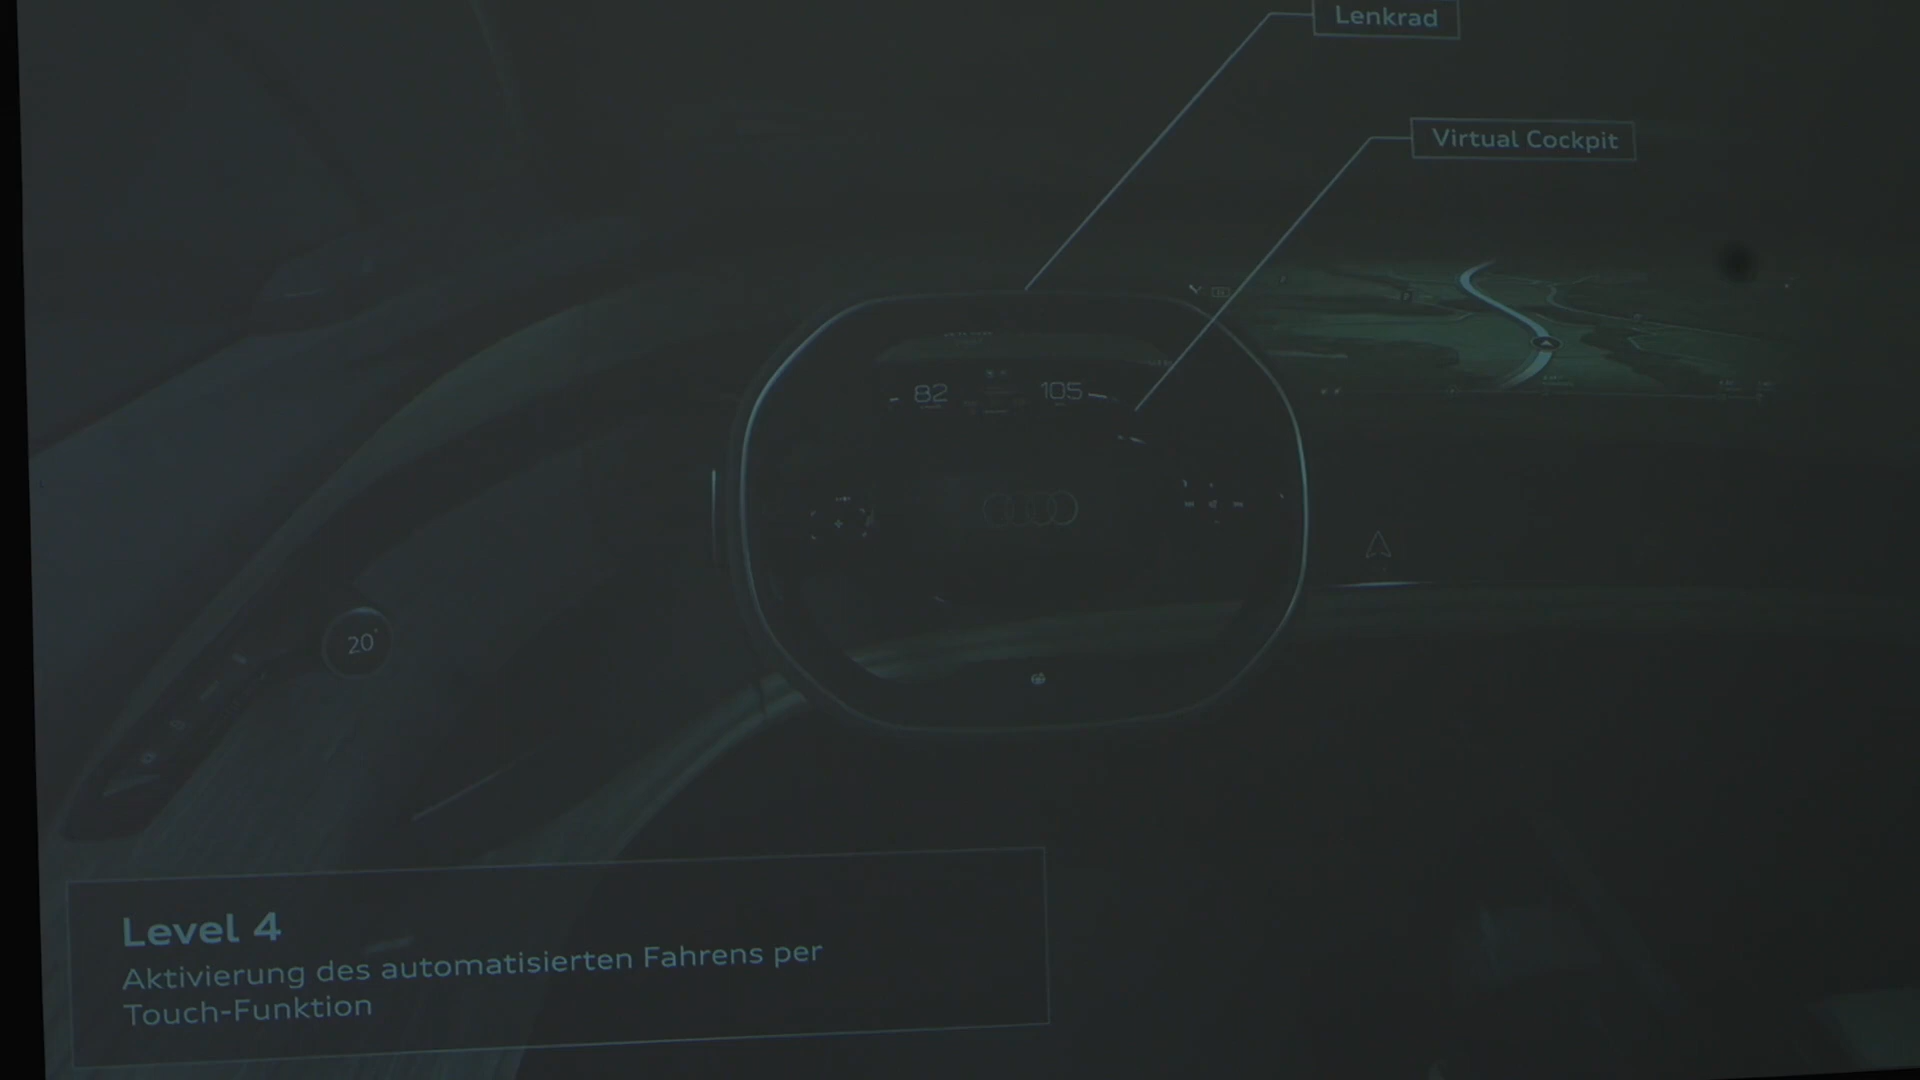 Lenkrad
Virtual Cockpit
82
105
20°
Level 4
Aktivierung des automatisierten Fahrens per
Touch-Funktion